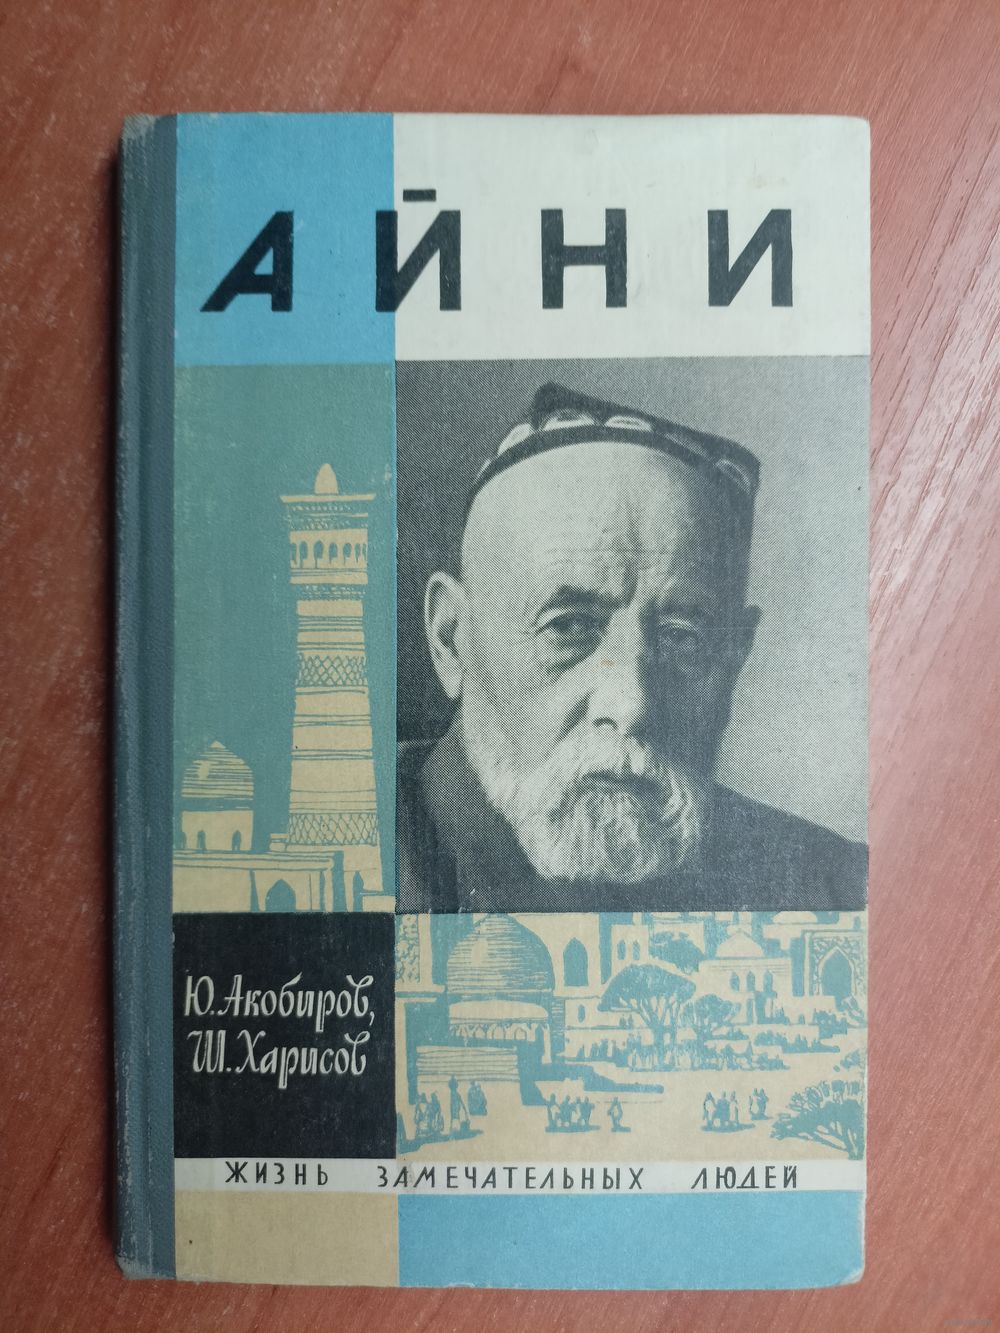 АЙНИ
Ю. Акобиров,
Ш. Харисов
ЖИЗНЬ ЗАМЕЧАТЕЛЬНЫХ ЛЮДЕЙ